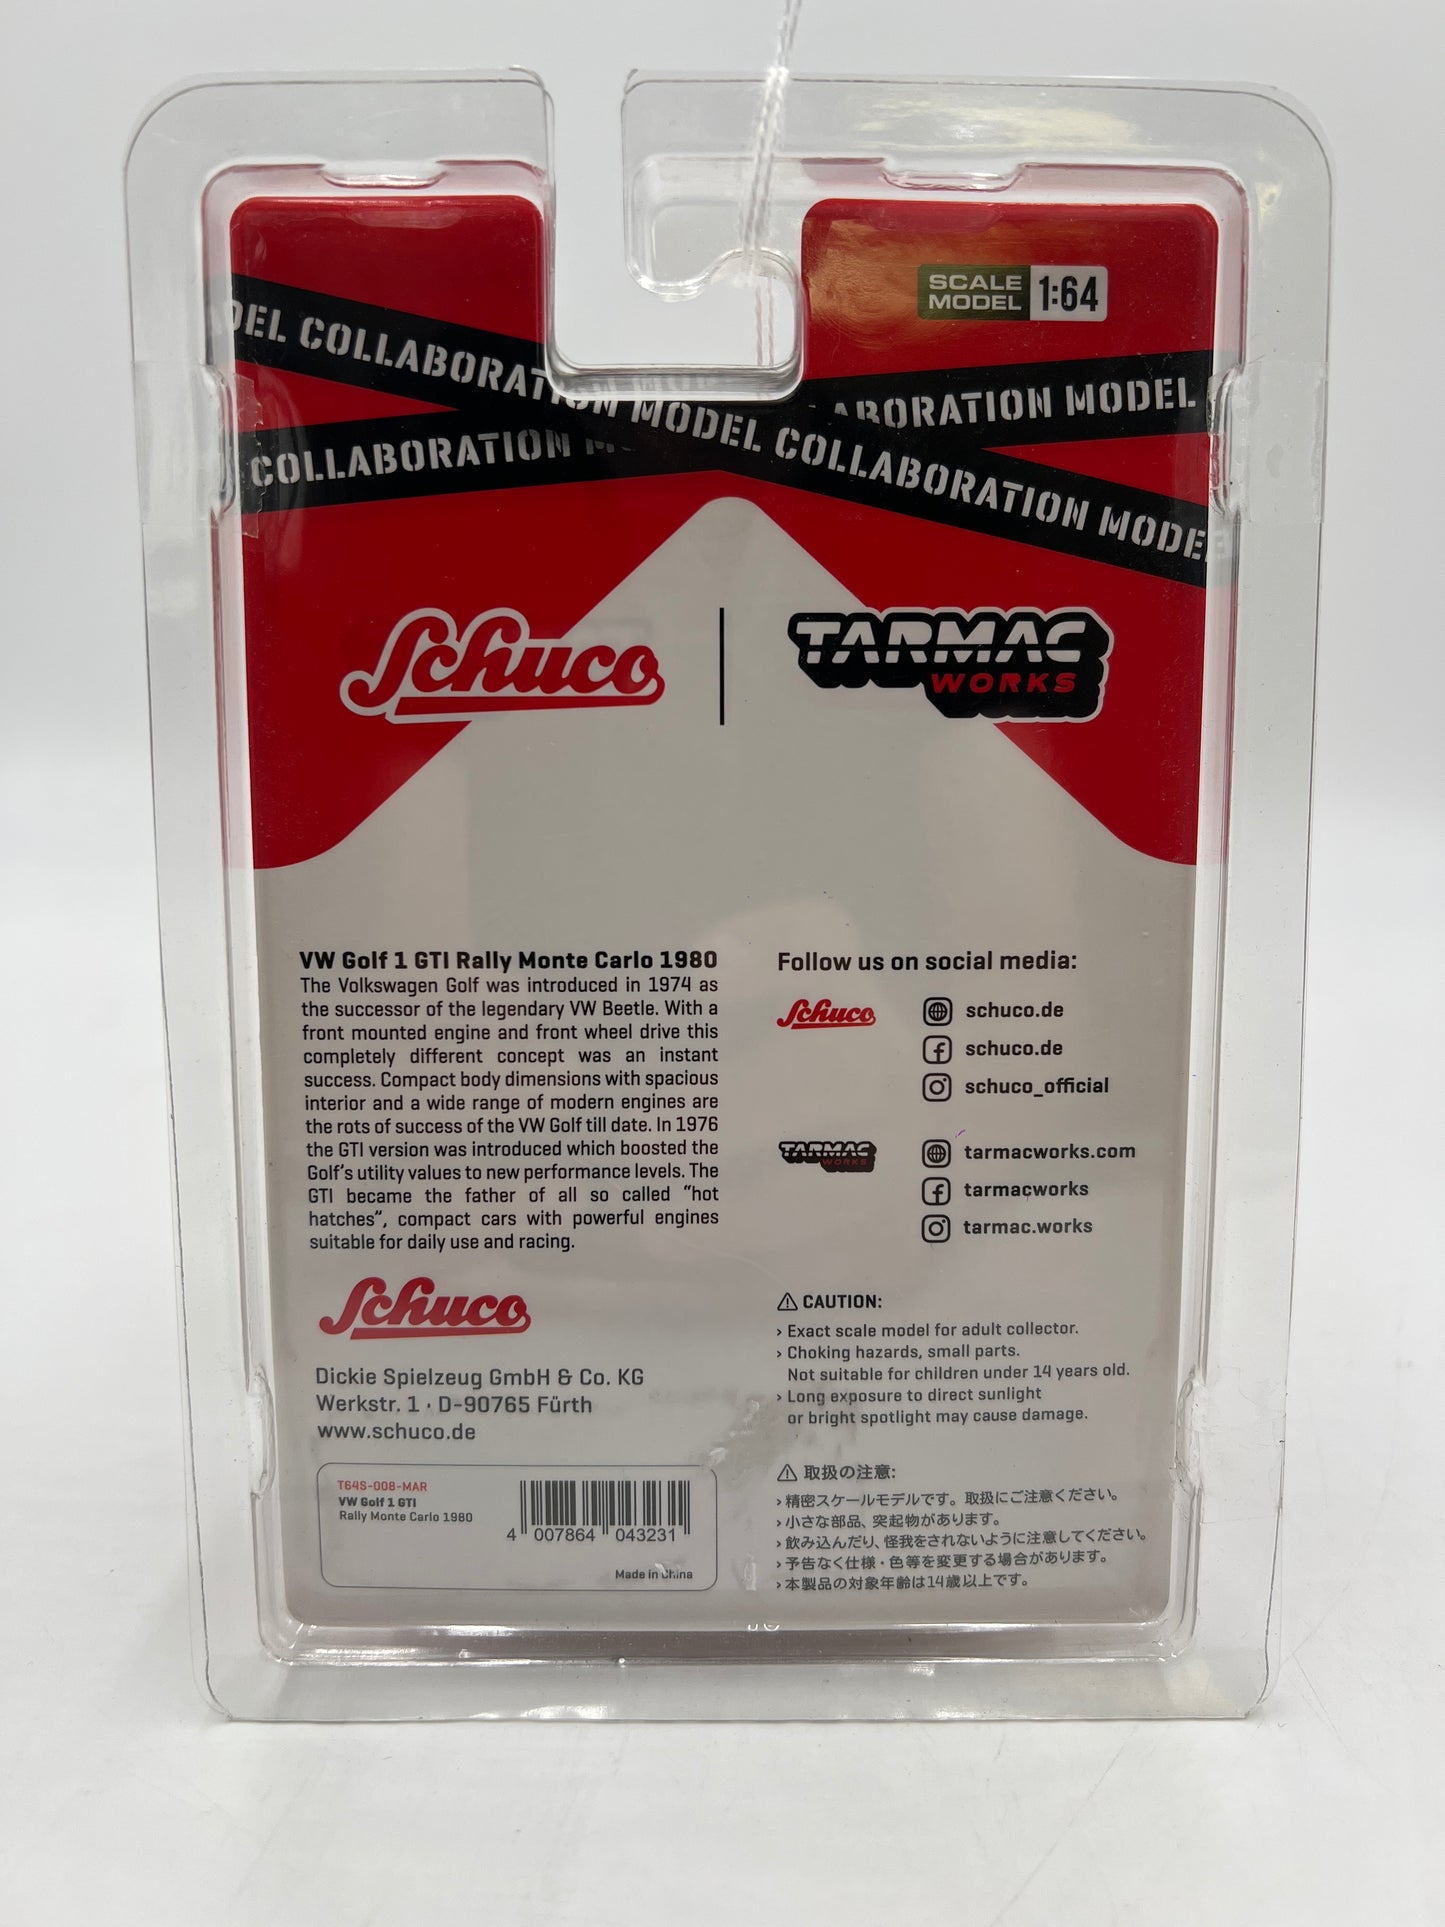 SCALE MODEL 1:64
DEL COLLABORATION MODEL COLLABORATION MODE
COLLABORATION
ABORATION MODEL
Schuco
TARMAC
WORKS
VW Golf 1 GTI Rally Monte Carlo 1980
The Volkswagen Golf was introduced in 1974 as
the successor of the legendary VW Beetle. With a
front mounted engine and front wheel drive this
completely different concept was an instant
success. Compact body dimensions with spacious
interior and a wide range of modern engines are
the rots of success of the VW Golf till date. In 1976
the GTI version was introduced which boosted the
Golf's utility values to new performance levels. The
GTI became the father of all so called "hot
hatches", compact cars with powerful engines
suitable for daily use and racing.
Schuco
Dickie Spielzeug GmbH & Co. KG
Werkstr. 1 · D-90765 Fürth
www.schuco.de
T64S-008-MAR
VW Golf 1 GTI
Rally Monte Carlo 1980
4 007864 043231
Made in China
Follow us on social media:
Schuco
schuco.de
schuco.de
schuco_official
TARMAC
WORKS
tarmacworks.com
tarmacworks
tarmac.works
⚠ CAUTION:
› Exact scale model for adult collector.
› Choking hazards, small parts.
Not suitable for children under 14 years old.
› Long exposure to direct sunlight
or bright spotlight may cause damage.
⚠ 取扱の注意:
› 精密スケールモデルです。取扱にご注意ください。
› 小さな部品、突起物があります。
› 飲み込んだり、怪我をされないように注意してください。
› 予告なく仕様・色等を変更する場合があります。
› 本製品の対象年齢は14歳以上です。